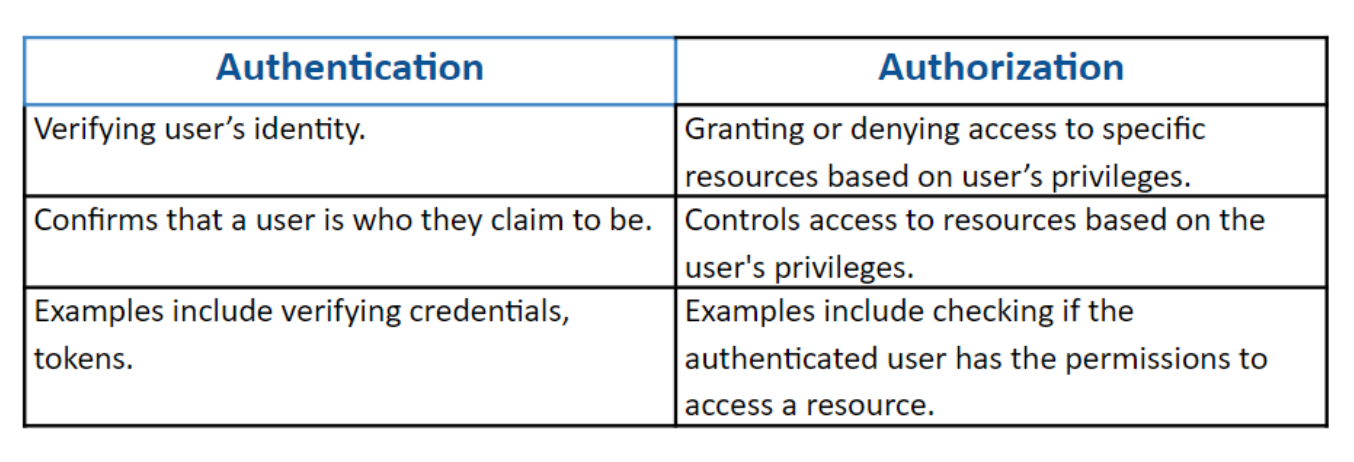 Authentication
Authorization
Verifying user’s identity.
Granting or denying access to specific
resources based on user’s privileges.
Confirms that a user is who they claim to be.
Controls access to resources based on the
user's privileges.
Examples include verifying credentials,
tokens.
Examples include checking if the
authenticated user has the permissions to
access a resource.